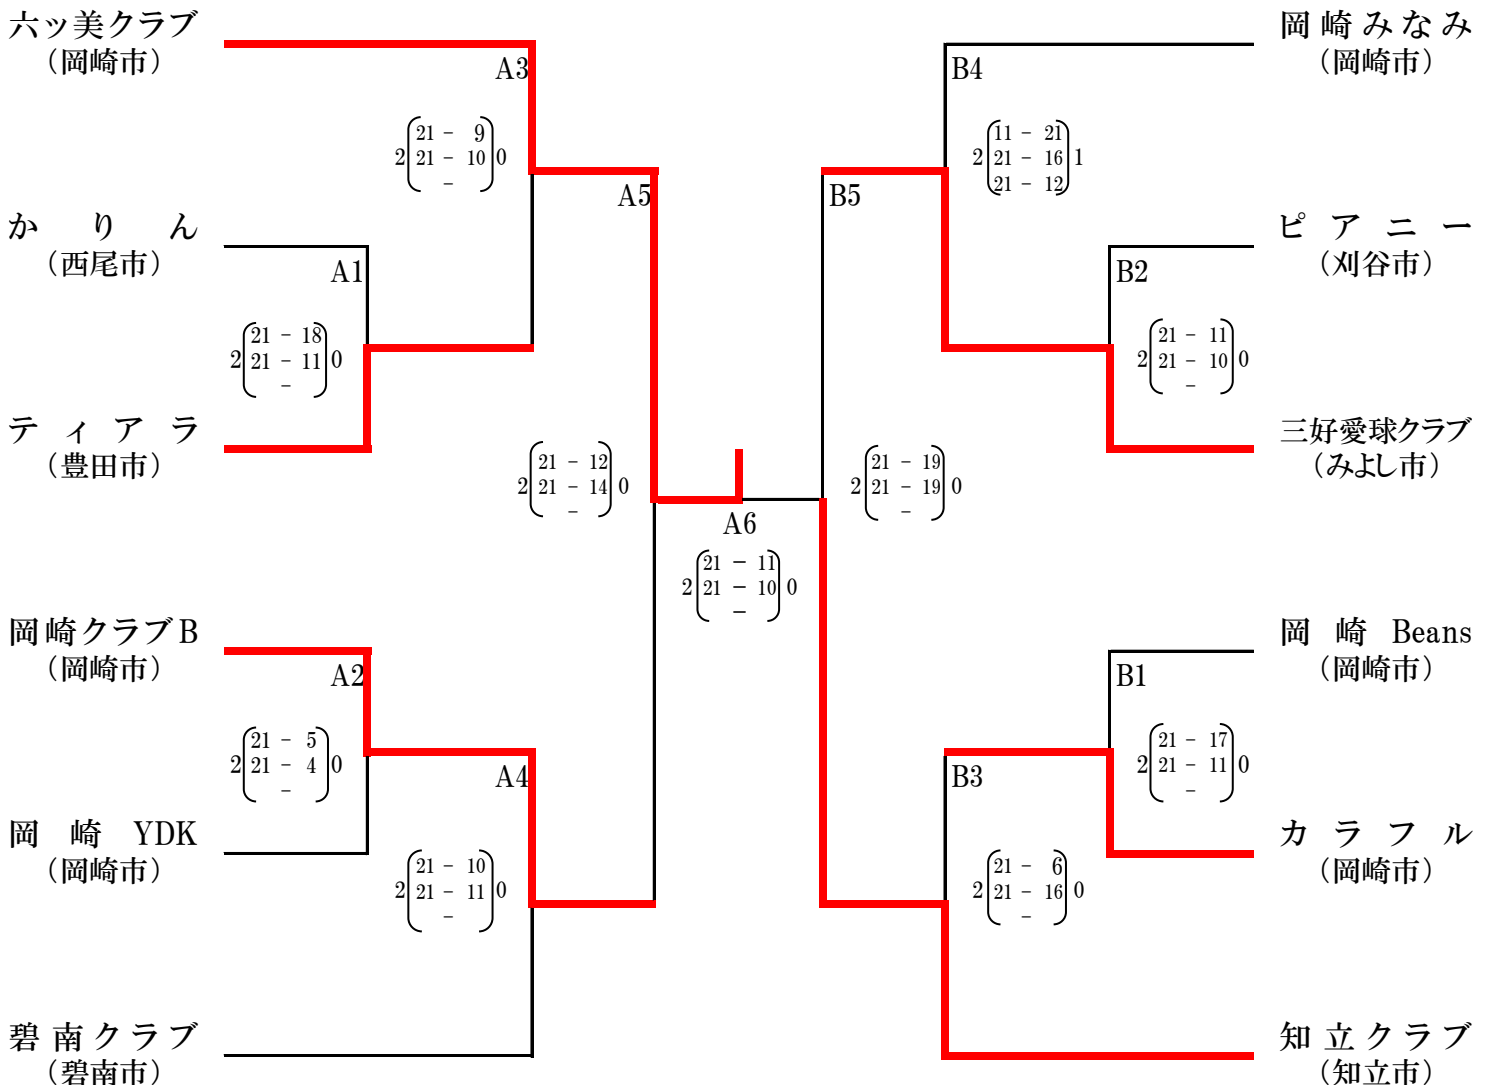 六ッ美クラブ
（岡崎市）
A3
21 - 9
2 21 - 10 0
-
かりん
（西尾市）
A1
21 - 18
2 21 - 11 0
-
ティアラ
（豊田市）
A5
21 - 12
2 21 - 14 0
-
岡崎クラブB
（岡崎市）
A2
21 - 5
2 21 - 4 0
-
岡崎 YDK
（岡崎市）
A4
21 - 10
2 21 - 11 0
-
碧南クラブ
（碧南市）
A6
21 - 11
2 21 - 10 0
-
岡崎みなみ
（岡崎市）
B4
11 - 21
2 21 - 16 1
21 - 12
ピアニー
（刈谷市）
B2
21 - 11
2 21 - 10 0
-
三好愛球クラブ
（みよし市）
B5
21 - 19
2 21 - 19 0
-
岡崎 Beans
（岡崎市）
B1
21 - 17
2 21 - 11 0
-
カラフル
（岡崎市）
B3
21 - 6
2 21 - 16 0
-
知立クラブ
（知立市）